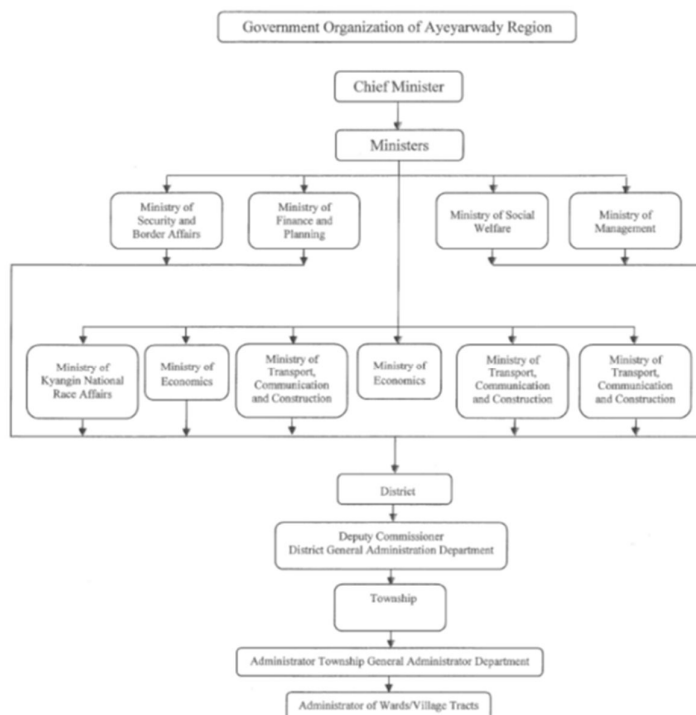 Government Organization of Ayeyarwady Region
Chief Minister
Ministers
Ministry of
Security and
Border Affairs
Ministry of
Finance and
Planning
Ministry of Social
Welfare
Ministry of
Management
Ministry of
Kyangin National
Race Affairs
Ministry of
Economics
Ministry of
Transport,
Communication
and Construction
Ministry of
Economics
Ministry of
Transport,
Communication
and Construction
Ministry of
Transport,
Communication
and Construction
District
Deputy Commissioner
District General Administration Department
Township
Administrator Township General Administrator Department
Administrator of Wards/Village Tracts